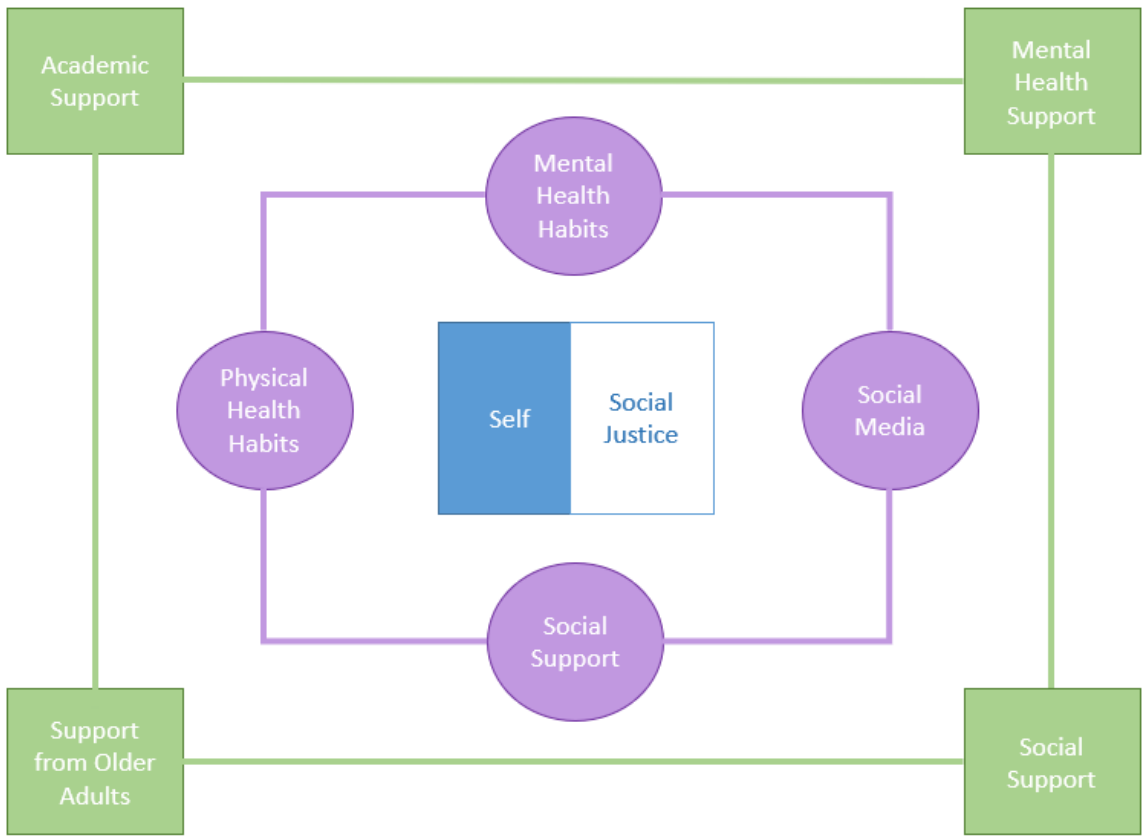 Academic
Support
Mental
Health
Support
Mental
Health
Habits
Physical
Health
Habits
Self
Social
Justice
Social
Media
Social
Support
Support
from Older
Adults
Social
Support